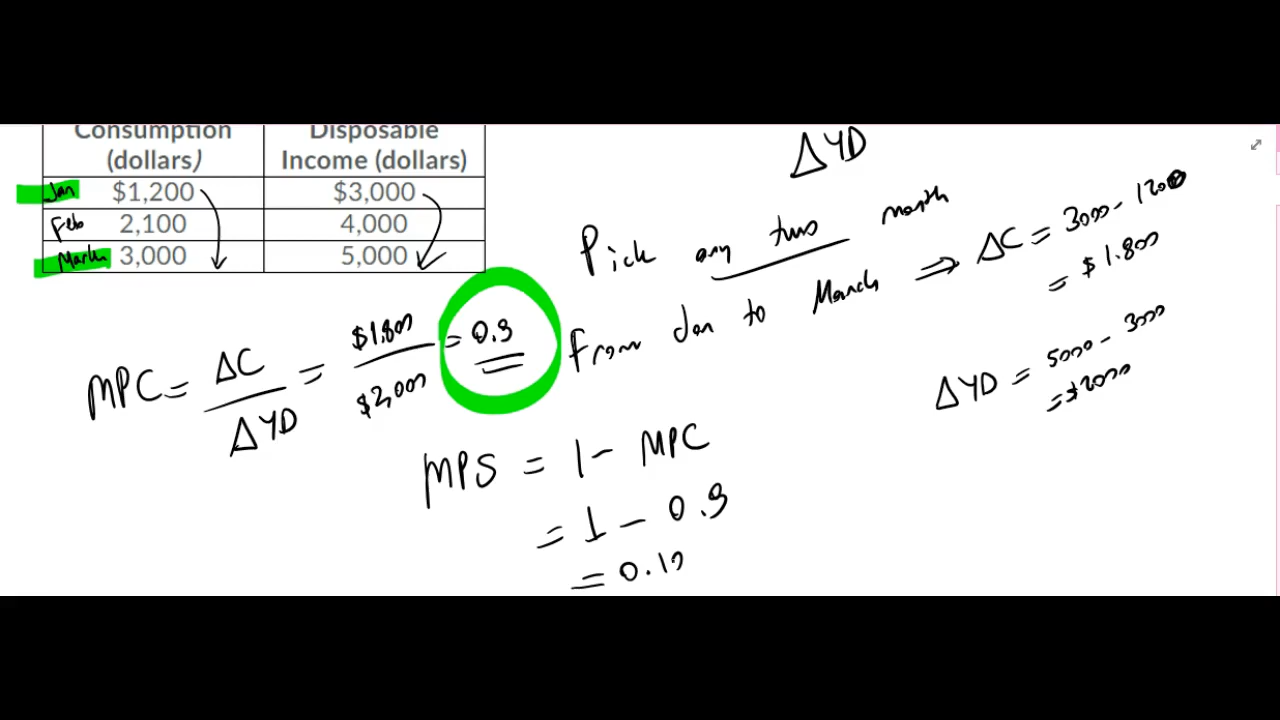 Consumption Disposable
(dollars) Income (dollars)
Jan $1,200 $3,000
Feb 2,100 4,000
March 3,000 5,000
ΔYD
Pick any two month
From Jan to March ⇒ ΔC = 3000 - 1200
= $1.800
ΔYD = 5000 - 3000
= $2000
MPC = ΔC / ΔYD = $1.800 / $2,000 = 0.9
MPS = 1 - MPC
= 1 - 0.9
= 0.10